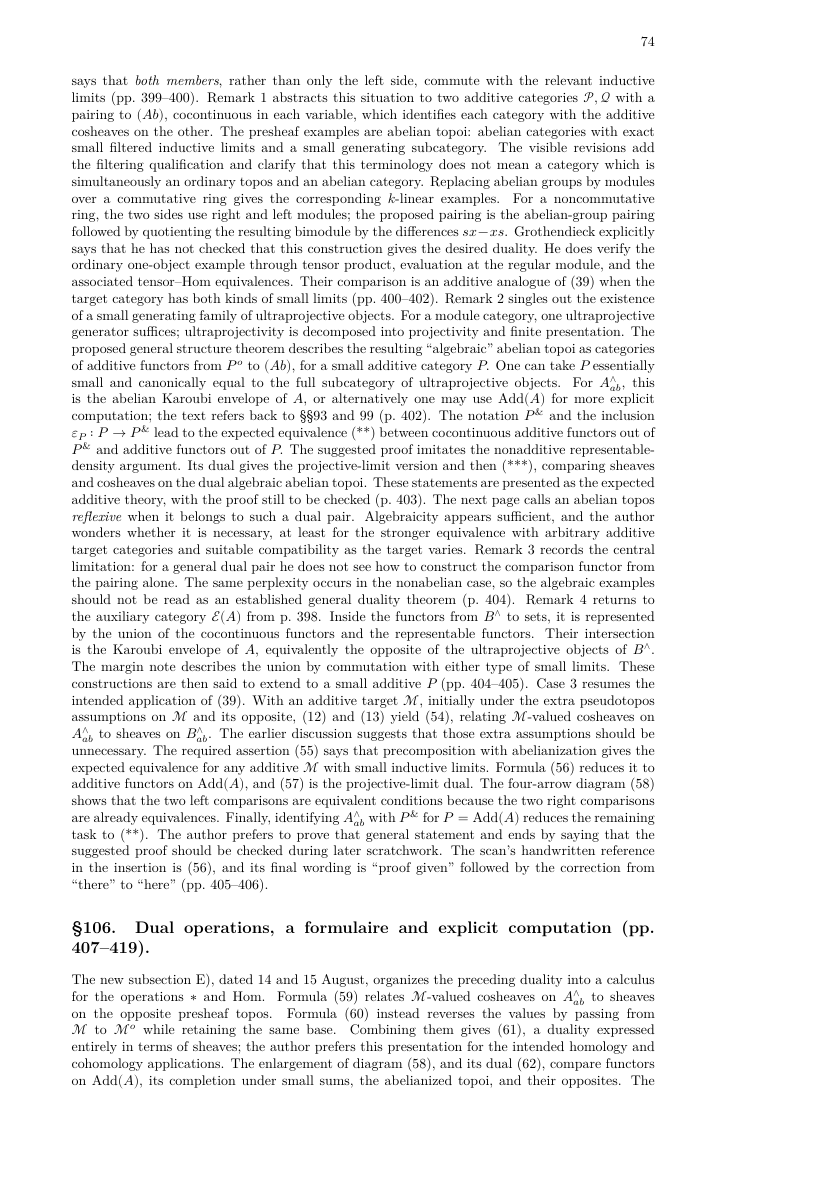 74
says that both members, rather than only the left side, commute with the relevant inductive
limits (pp. 399–400). Remark 1 abstracts this situation to two additive categories 𝒫, 𝒬 with a
pairing to (Ab), cocontinuous in each variable, which identifies each category with the additive
cosheaves on the other. The presheaf examples are abelian topoi: abelian categories with exact
small filtered inductive limits and a small generating subcategory. The visible revisions add
the filtering qualification and clarify that this terminology does not mean a category which is
simultaneously an ordinary topos and an abelian category. Replacing abelian groups by modules
over a commutative ring gives the corresponding k-linear examples. For a noncommutative
ring, the two sides use right and left modules; the proposed pairing is the abelian-group pairing
followed by quotienting the resulting bimodule by the differences sx−xs. Grothendieck explicitly
says that he has not checked that this construction gives the desired duality. He does verify the
ordinary one-object example through tensor product, evaluation at the regular module, and the
associated tensor–Hom equivalences. Their comparison is an additive analogue of (39) when the
target category has both kinds of small limits (pp. 400–402). Remark 2 singles out the existence
of a small generating family of ultraprojective objects. For a module category, one ultraprojective
generator suffices; ultraprojectivity is decomposed into projectivity and finite presentation. The
proposed general structure theorem describes the resulting “algebraic” abelian topoi as categories
of additive functors from P^o to (Ab), for a small additive category P. One can take P essentially
small and canonically equal to the full subcategory of ultraprojective objects. For A^∧_ab, this
is the abelian Karoubi envelope of A, or alternatively one may use Add(A) for more explicit
computation; the text refers back to §§93 and 99 (p. 402). The notation P^& and the inclusion
ε_P : P → P^& lead to the expected equivalence (**) between cocontinuous additive functors out of
P^& and additive functors out of P. The suggested proof imitates the nonadditive representable-
density argument. Its dual gives the projective-limit version and then (***), comparing sheaves
and cosheaves on the dual algebraic abelian topoi. These statements are presented as the expected
additive theory, with the proof still to be checked (p. 403). The next page calls an abelian topos
reflexive when it belongs to such a dual pair. Algebraicity appears sufficient, and the author
wonders whether it is necessary, at least for the stronger equivalence with arbitrary additive
target categories and suitable compatibility as the target varies. Remark 3 records the central
limitation: for a general dual pair he does not see how to construct the comparison functor from
the pairing alone. The same perplexity occurs in the nonabelian case, so the algebraic examples
should not be read as an established general duality theorem (p. 404). Remark 4 returns to
the auxiliary category ℰ(A) from p. 398. Inside the functors from B^∧ to sets, it is represented
by the union of the cocontinuous functors and the representable functors. Their intersection
is the Karoubi envelope of A, equivalently the opposite of the ultraprojective objects of B^∧.
The margin note describes the union by commutation with either type of small limits. These
constructions are then said to extend to a small additive P (pp. 404–405). Case 3 resumes the
intended application of (39). With an additive target ℳ, initially under the extra pseudotopos
assumptions on ℳ and its opposite, (12) and (13) yield (54), relating ℳ-valued cosheaves on
A^∧_ab to sheaves on B^∧_ab. The earlier discussion suggests that those extra assumptions should be
unnecessary. The required assertion (55) says that precomposition with abelianization gives the
expected equivalence for any additive ℳ with small inductive limits. Formula (56) reduces it to
additive functors on Add(A), and (57) is the projective-limit dual. The four-arrow diagram (58)
shows that the two left comparisons are equivalent conditions because the two right comparisons
are already equivalences. Finally, identifying A^∧_ab with P^& for P = Add(A) reduces the remaining
task to (**). The author prefers to prove that general statement and ends by saying that the
suggested proof should be checked during later scratchwork. The scan’s handwritten reference
in the insertion is (56), and its final wording is “proof given” followed by the correction from
“there” to “here” (pp. 405–406).
§106. Dual operations, a formulaire and explicit computation (pp.
407–419).
The new subsection E), dated 14 and 15 August, organizes the preceding duality into a calculus
for the operations ∗ and Hom. Formula (59) relates ℳ-valued cosheaves on A^∧_ab to sheaves
on the opposite presheaf topos. Formula (60) instead reverses the values by passing from
ℳ to ℳ^o while retaining the same base. Combining them gives (61), a duality expressed
entirely in terms of sheaves; the author prefers this presentation for the intended homology and
cohomology applications. The enlargement of diagram (58), and its dual (62), compare functors
on Add(A), its completion under small sums, the abelianized topoi, and their opposites. The